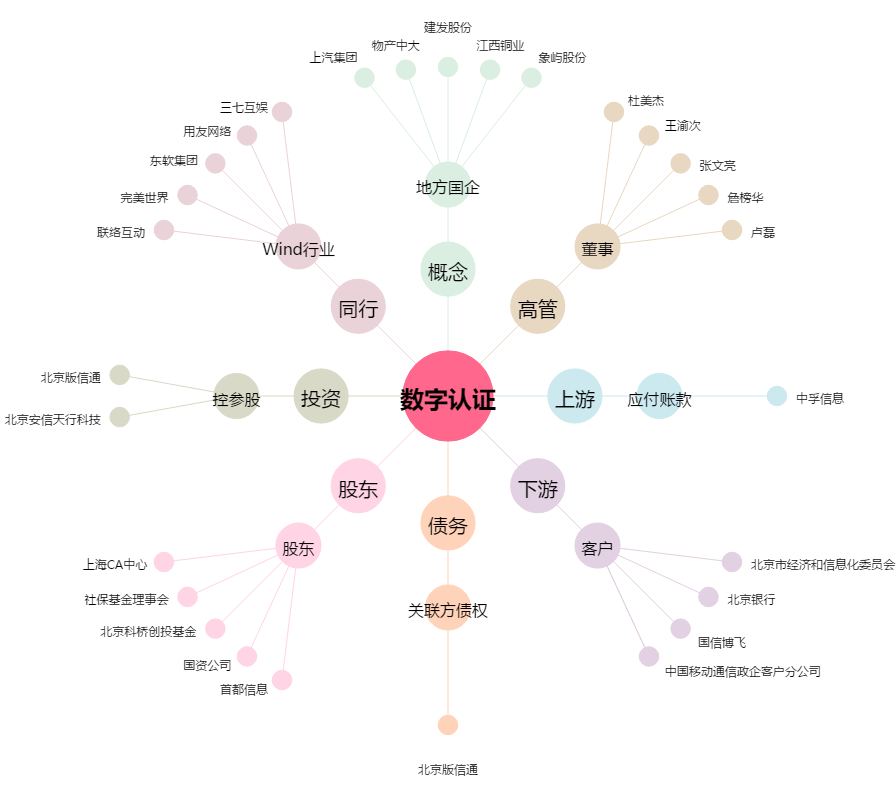 建发股份
物产中大
江西铜业
上汽集团
象屿股份
三七互娱
杜美杰
用友网络
王渝次
东软集团
张文亮
完美世界
詹榜华
联络互动
卢磊
地方国企
Wind行业
董事
概念
同行
高管
北京版信通
控参股
投资
数字认证
上游
应付账款
中孚信息
北京安信天行科技
股东
下游
债务
股东
客户
上海CA中心
北京市经济和信息化委员会
社保基金理事会
关联方债权
北京银行
北京科桥创投基金
国信博飞
国资公司
中国移动通信政企客户分公司
首都信息
北京版信通